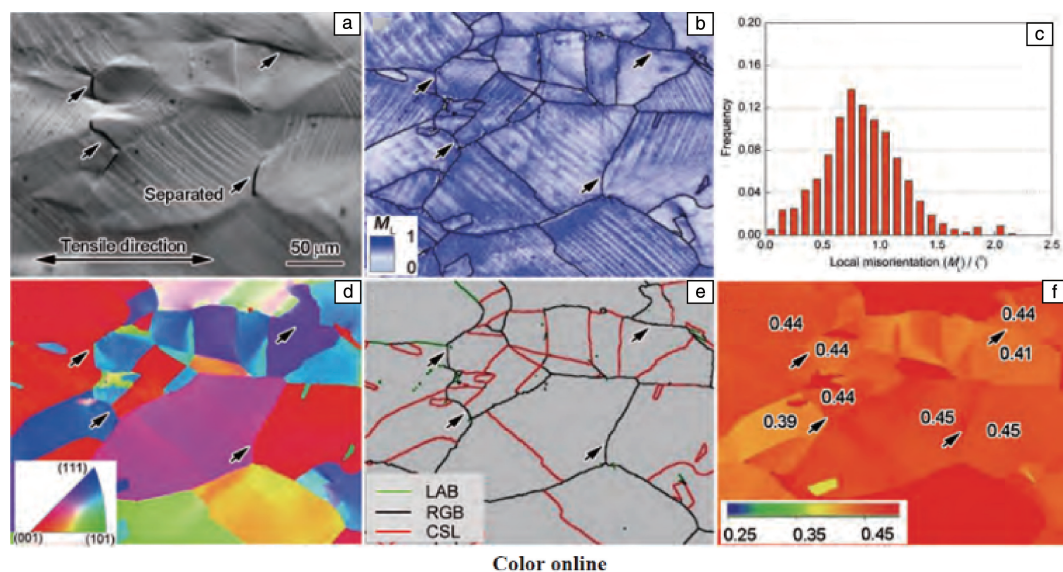 a
Separated
Tensile direction
50 μm
b
M_L
1
0
c
0.20
0.16
0.12
0.08
0.04
0.00
Frequency
0.0 0.5 1.0 1.5 2.0 2.5
Local misorientation (M_L) / (°)
d
(111)
(001)
(101)
e
LAB
RGB
CSL
f
0.44
0.44
0.44
0.41
0.44
0.39
0.45
0.45
0.25 0.35 0.45
Color online